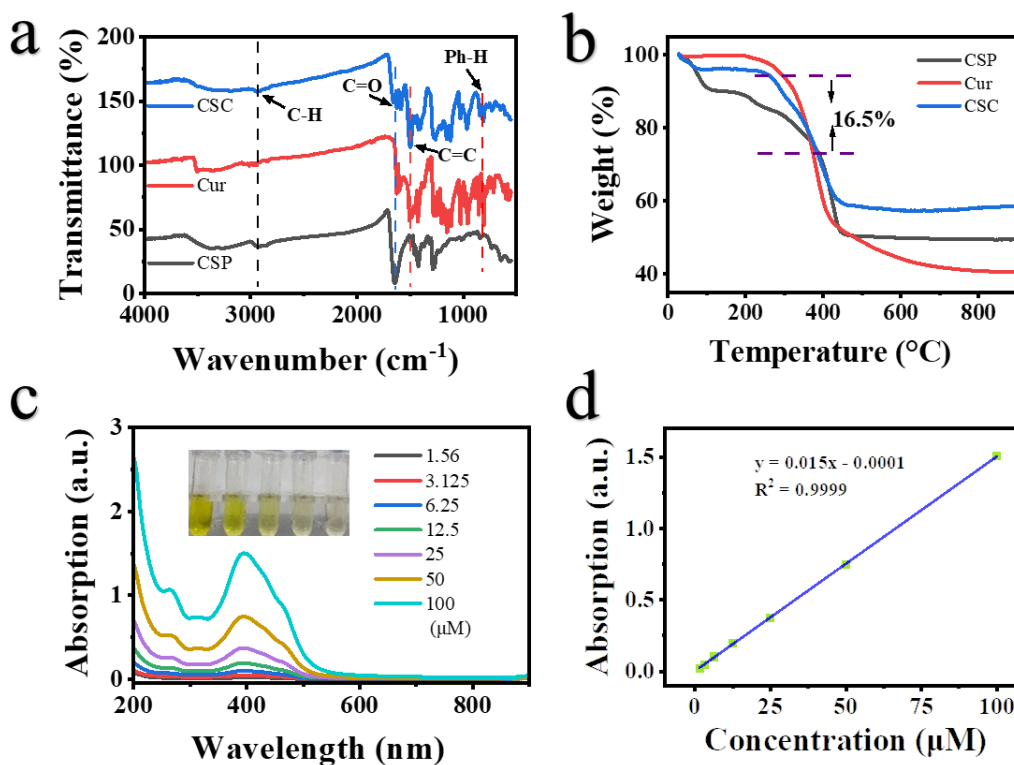 a
Transmittance (%)
200
150
100
50
0
CSC
Cur
CSP
C-H
C=O
C=C
Ph-H
4000
3000
2000
1000
Wavenumber (cm⁻¹)
b
Weight (%)
100
80
60
40
CSP
Cur
CSC
16.5%
0
200
400
600
800
Temperature (°C)
c
Absorption (a.u.)
3
2
1
0
1.56
3.125
6.25
12.5
25
50
100
(μM)
200
400
600
800
Wavelength (nm)
d
Absorption (a.u.)
1.5
1.0
0.5
0.0
y = 0.015x - 0.0001
R² = 0.9999
0
25
50
75
100
Concentration (μM)